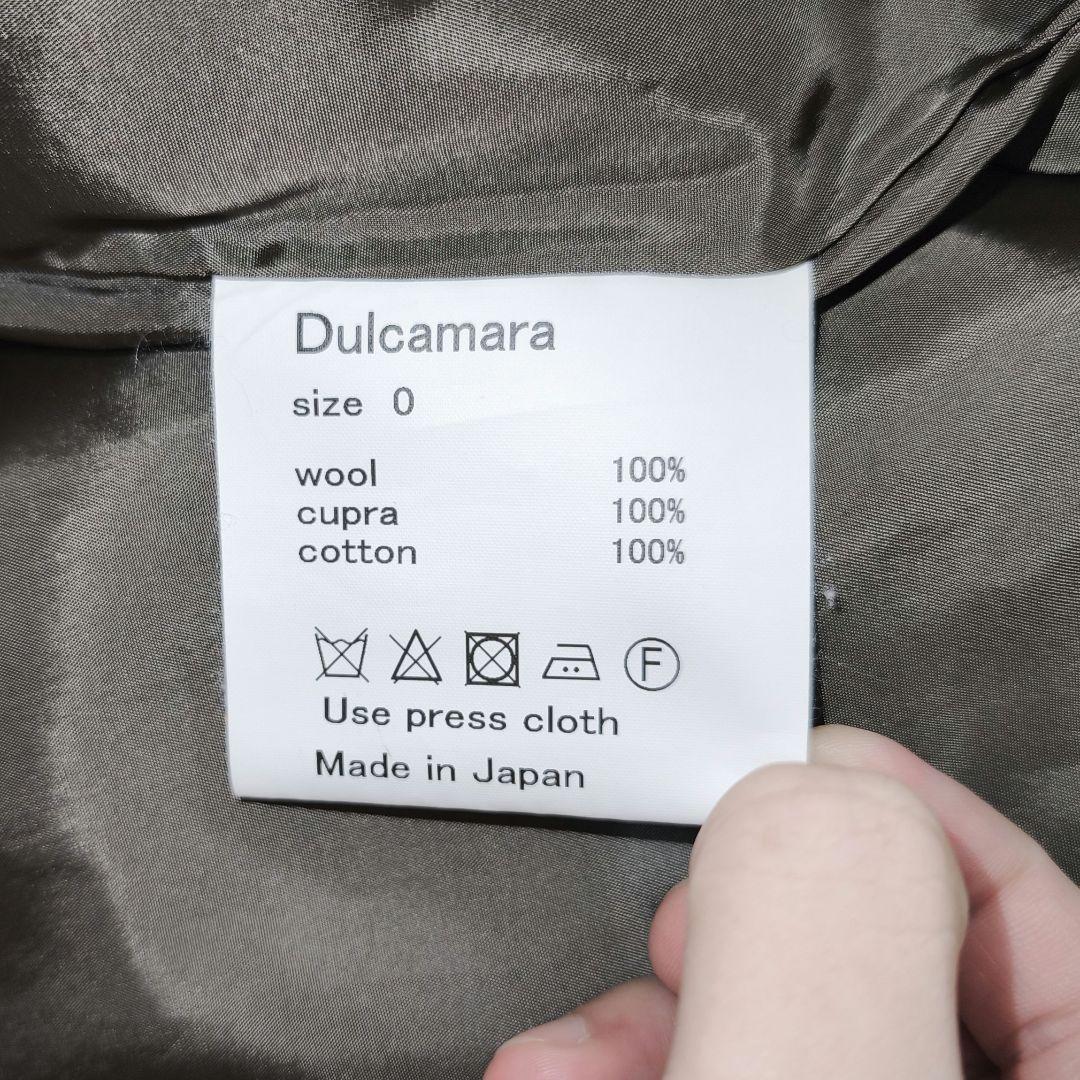 Dulcamara
size 0
wool 100%
cupra 100%
cotton 100%
F
Use press cloth
Made in Japan